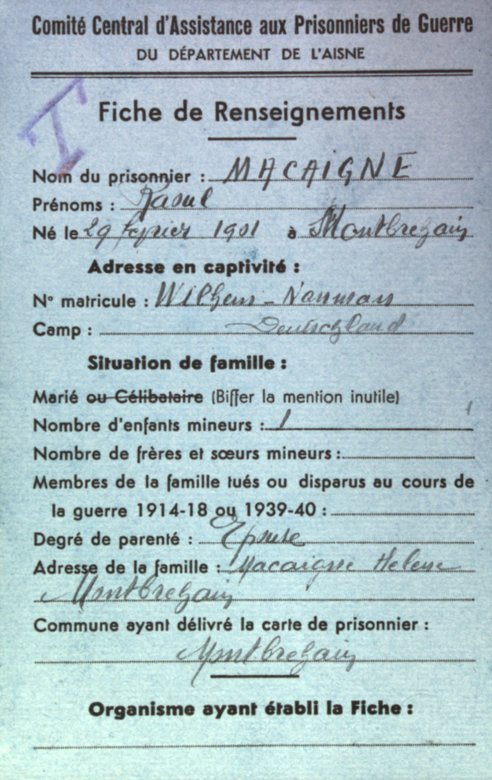 Comité Central d'Assistance aux Prisonniers de Guerre
DU DÉPARTEMENT DE L'AISNE
T
Fiche de Renseignements
Nom du prisonnier : MACAIGNE
Prénoms : Raoul
Né le 29 février 1901 à Montbrehain
Adresse en captivité :
N° matricule : Wilhem - Nauman
Camp : Deutschland
Situation de famille :
Marié ou Célibataire (Biffer la mention inutile)
Nombre d'enfants mineurs : 1
Nombre de frères et sœurs mineurs :
Membres de la famille tués ou disparus au cours de
la guerre 1914-18 ou 1939-40 :
Degré de parenté : Epouse
Adresse de la famille : Macaigne Helene
Montbrehain
Commune ayant délivré la carte de prisonnier :
Montbrehain
Organisme ayant établi la Fiche :